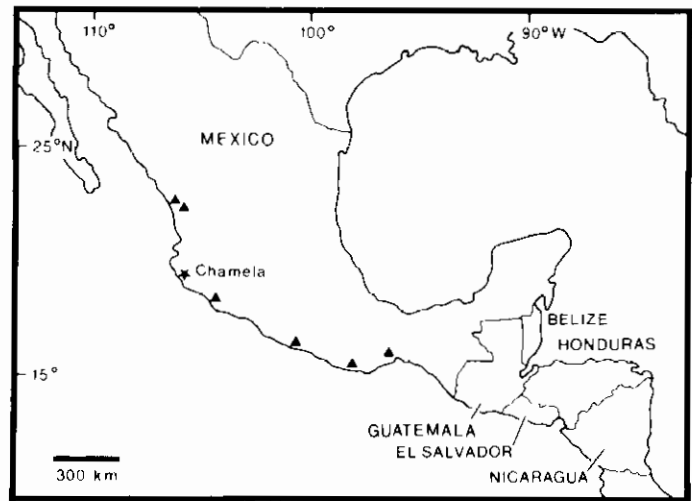 110°
100°
90°W
25°N
MEXICO
Chamela
BELIZE
HONDURAS
15°
GUATEMALA
EL SALVADOR
NICARAGUA
300 km